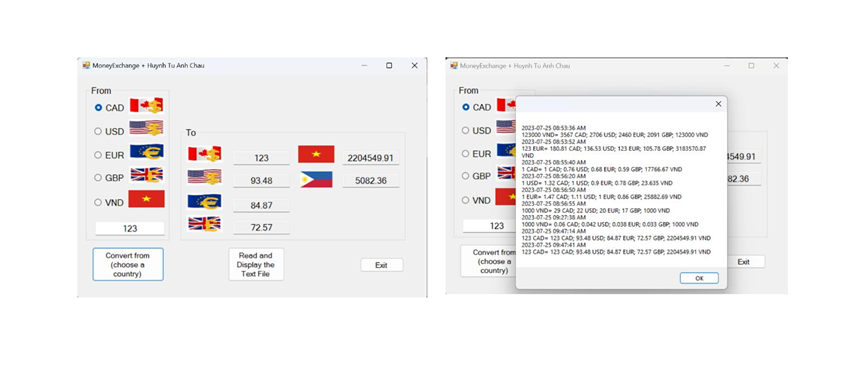 MoneyExchange + Huynh Tu Anh Chau
From
CAD
USD
EUR
GBP
VND
123
To
123
2204549.91
93.48
5082.36
84.87
72.57
Convert from
(choose a
country)
Read and
Display the
Text File
Exit
MoneyExchange + Huynh Tu Anh Chau
From
CAD
USD
EUR
GBP
VND
123
Convert from
(choose a
country)
549.91
82.36
Exit
2023-07-25 08:53:36 AM
123000 VND= 3567 CAD; 2706 USD; 2460 EUR; 2091 GBP; 123000 VND
2023-07-25 08:53:52 AM
123 EUR= 180.81 CAD; 136.53 USD; 123 EUR; 105.78 GBP; 3183570.87
VND
2023-07-25 08:55:40 AM
1 CAD= 1 CAD; 0.76 USD; 0.68 EUR; 0.59 GBP; 17766.67 VND
2023-07-25 08:56:20 AM
1 USD= 1.32 CAD; 1 USD; 0.9 EUR; 0.78 GBP; 23.635 VND
2023-07-25 08:56:50 AM
1 EUR= 1.47 CAD; 1.11 USD; 1 EUR; 0.86 GBP; 25882.69 VND
2023-07-25 08:56:55 AM
1000 VND= 29 CAD; 22 USD; 20 EUR; 17 GBP; 1000 VND
2023-07-25 09:27:38 AM
1000 VND= 0.06 CAD; 0.042 USD; 0.038 EUR; 0.033 GBP; 1000 VND
2023-07-25 09:47:14 AM
123 CAD= 123 CAD; 93.48 USD; 84.87 EUR; 72.57 GBP; 2204549.91 VND
2023-07-25 09:47:41 AM
123 CAD= 123 CAD; 93.48 USD; 84.87 EUR; 72.57 GBP; 2204549.91 VND
OK